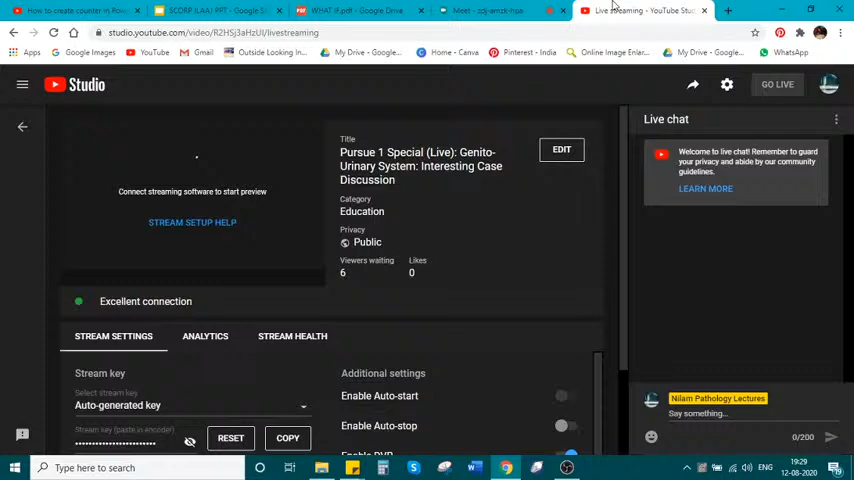 How to create counter in Pow
SCORP (LAA) PPT - Google S
WHAT IF.pdf - Google Drive
Meet - zdj-amzk-hpa
Live streaming - YouTube Stud
studio.youtube.com/video/R2HSj3aHzUI/livestreaming
Apps
Google Images
YouTube
Gmail
Outside Looking In...
My Drive - Google...
Home - Canva
Pinterest - India
Online Image Enlar...
My Drive - Google...
WhatsApp
Studio
GO LIVE
Title
Pursue 1 Special (Live): Genito-
Urinary System: Interesting Case
Discussion
EDIT
Connect streaming software to start preview
STREAM SETUP HELP
Category
Education
Privacy
Public
Viewers waiting
Likes
6
0
Excellent connection
STREAM SETTINGS
ANALYTICS
STREAM HEALTH
Stream key
Select stream key
Auto-generated key
Stream key (paste in encoder)
RESET
COPY
Additional settings
Enable Auto-start
Enable Auto-stop
Enable DVR
Live chat
Welcome to live chat! Remember to guard
your privacy and abide by our community
guidelines.
LEARN MORE
Nilam Pathology Lectures
Say something...
0/200
Type here to search
ENG
19:29
12-08-2020